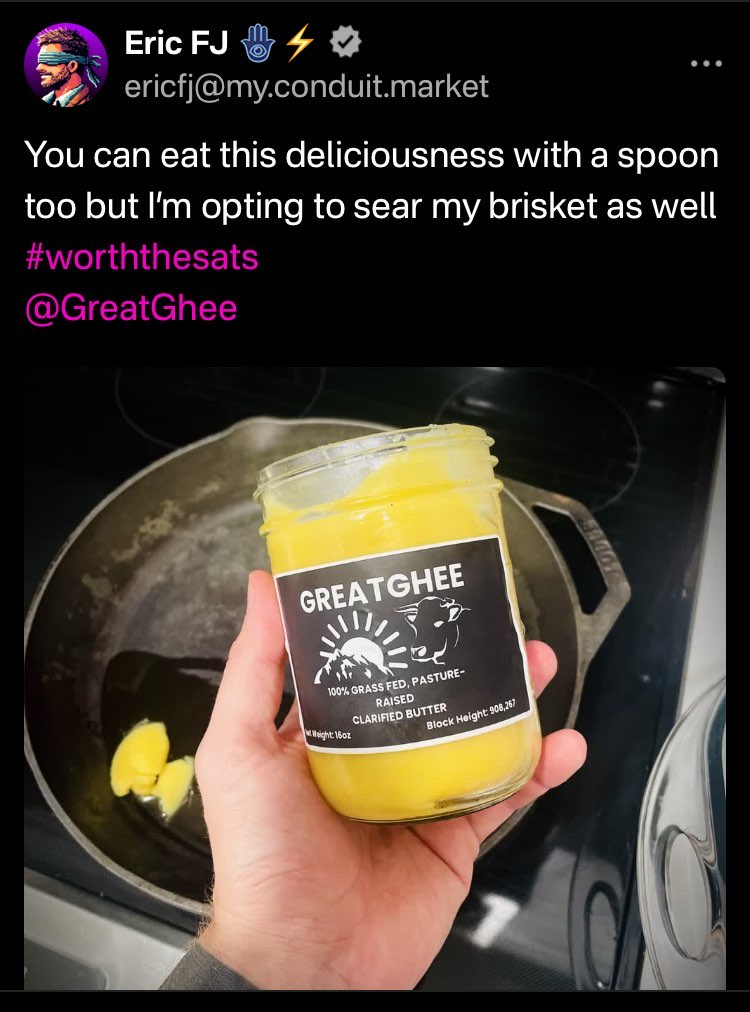 Eric FJ 🪬⚡
ericfj@my.conduit.market
You can eat this deliciousness with a spoon
too but I'm opting to sear my brisket as well
#worththesats
@GreatGhee
GREATGHEE
100% GRASS FED, PASTURE-
RAISED
CLARIFIED BUTTER
Weight: 16oz
Block Height: 908,267